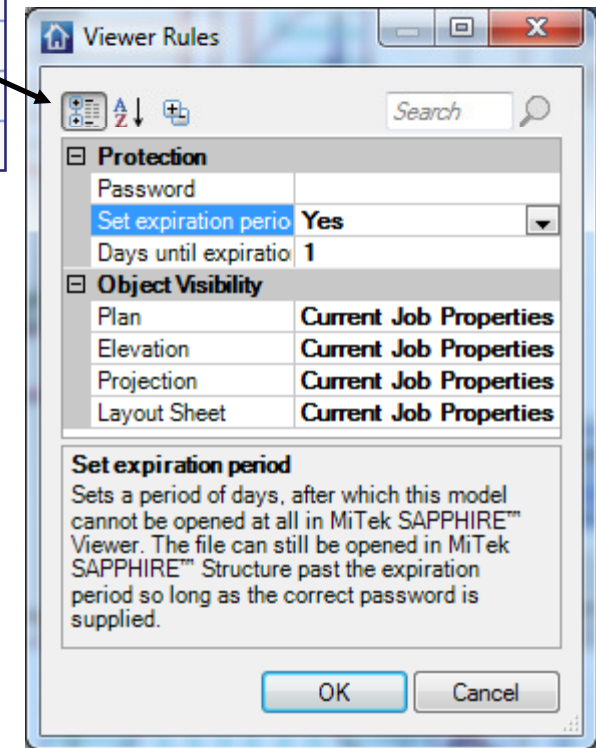 Viewer Rules
Search
Protection
Password
Set expiration perio Yes
Days until expiratio 1
Object Visibility
Plan Current Job Properties
Elevation Current Job Properties
Projection Current Job Properties
Layout Sheet Current Job Properties
Set expiration period
Sets a period of days, after which this model
cannot be opened at all in MiTek SAPPHIRE™
Viewer. The file can still be opened in MiTek
SAPPHIRE™ Structure past the expiration
period so long as the correct password is
supplied.
OK Cancel